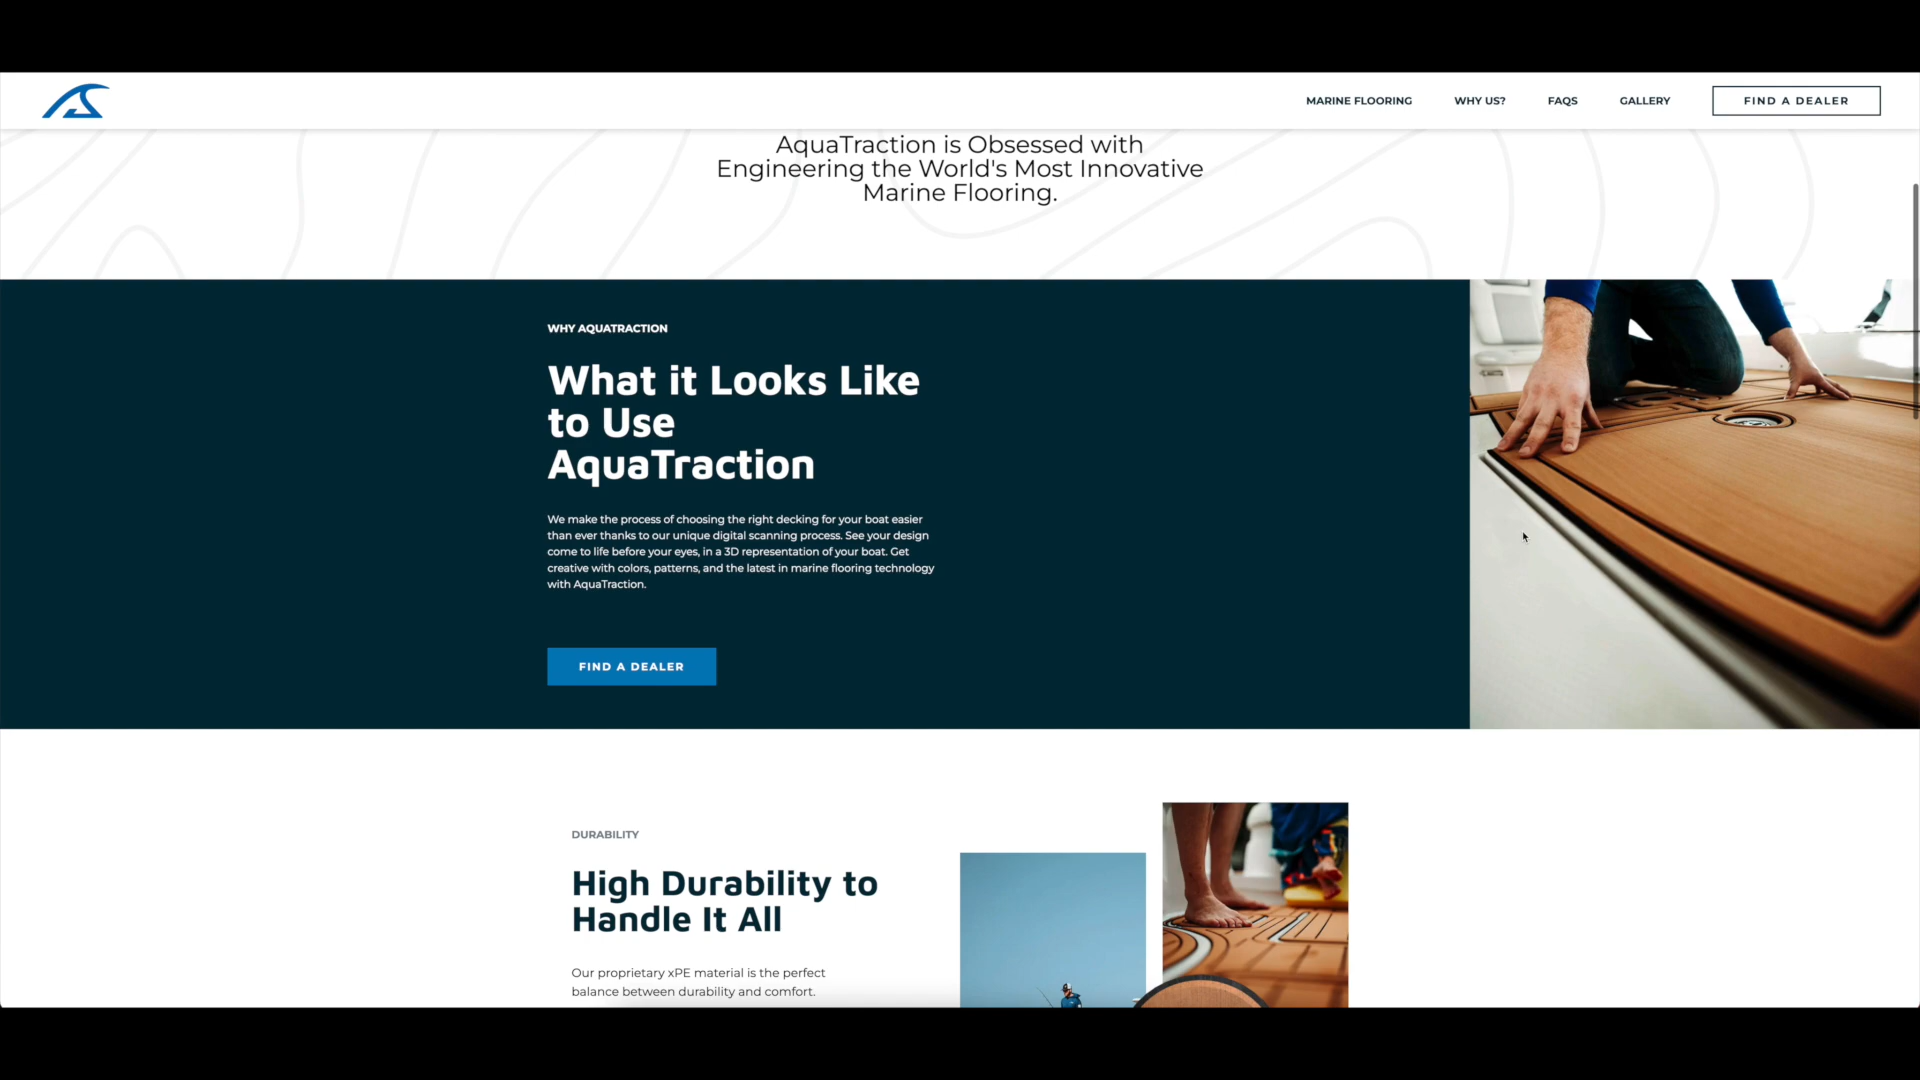 MARINE FLOORING
WHY US?
FAQS
GALLERY
FIND A DEALER
AquaTraction is Obsessed with
Engineering the World's Most Innovative
Marine Flooring.
WHY AQUATRACTION
What it Looks Like
to Use
AquaTraction
We make the process of choosing the right decking for your boat easier
than ever thanks to our unique digital scanning process. See your design
come to life before your eyes, in a 3D representation of your boat. Get
creative with colors, patterns, and the latest in marine flooring technology
with AquaTraction.
FIND A DEALER
DURABILITY
High Durability to
Handle It All
Our proprietary xPE material is the perfect
balance between durability and comfort.